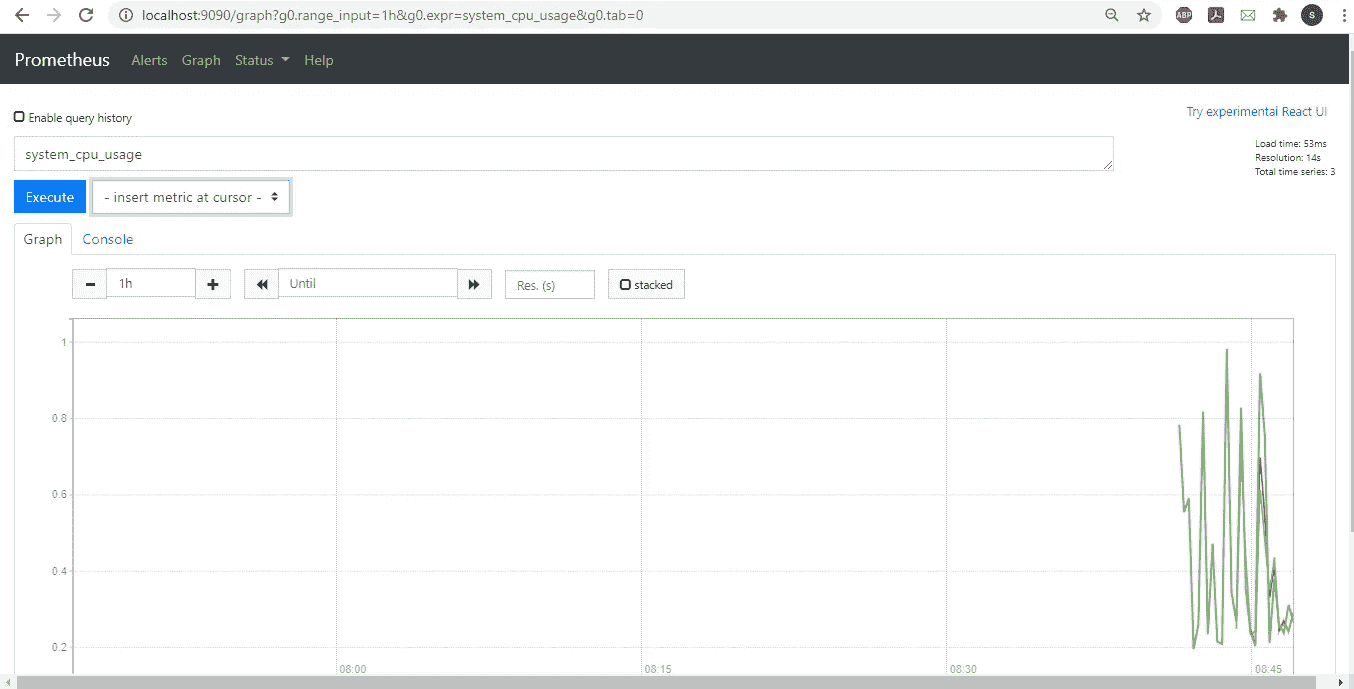 localhost:9090/graph?g0.range_input=1h&g0.expr=system_cpu_usage&g0.tab=0
ABP
S
Prometheus Alerts Graph Status Help
Enable query history
Try experimental React UI
system_cpu_usage
Load time: 53ms
Resolution: 14s
Total time series: 3
Execute
- insert metric at cursor -
Graph Console
1h
Until
Res. (s)
stacked
1
0.8
0.6
0.4
0.2
08:00 08:15 08:30 08:45